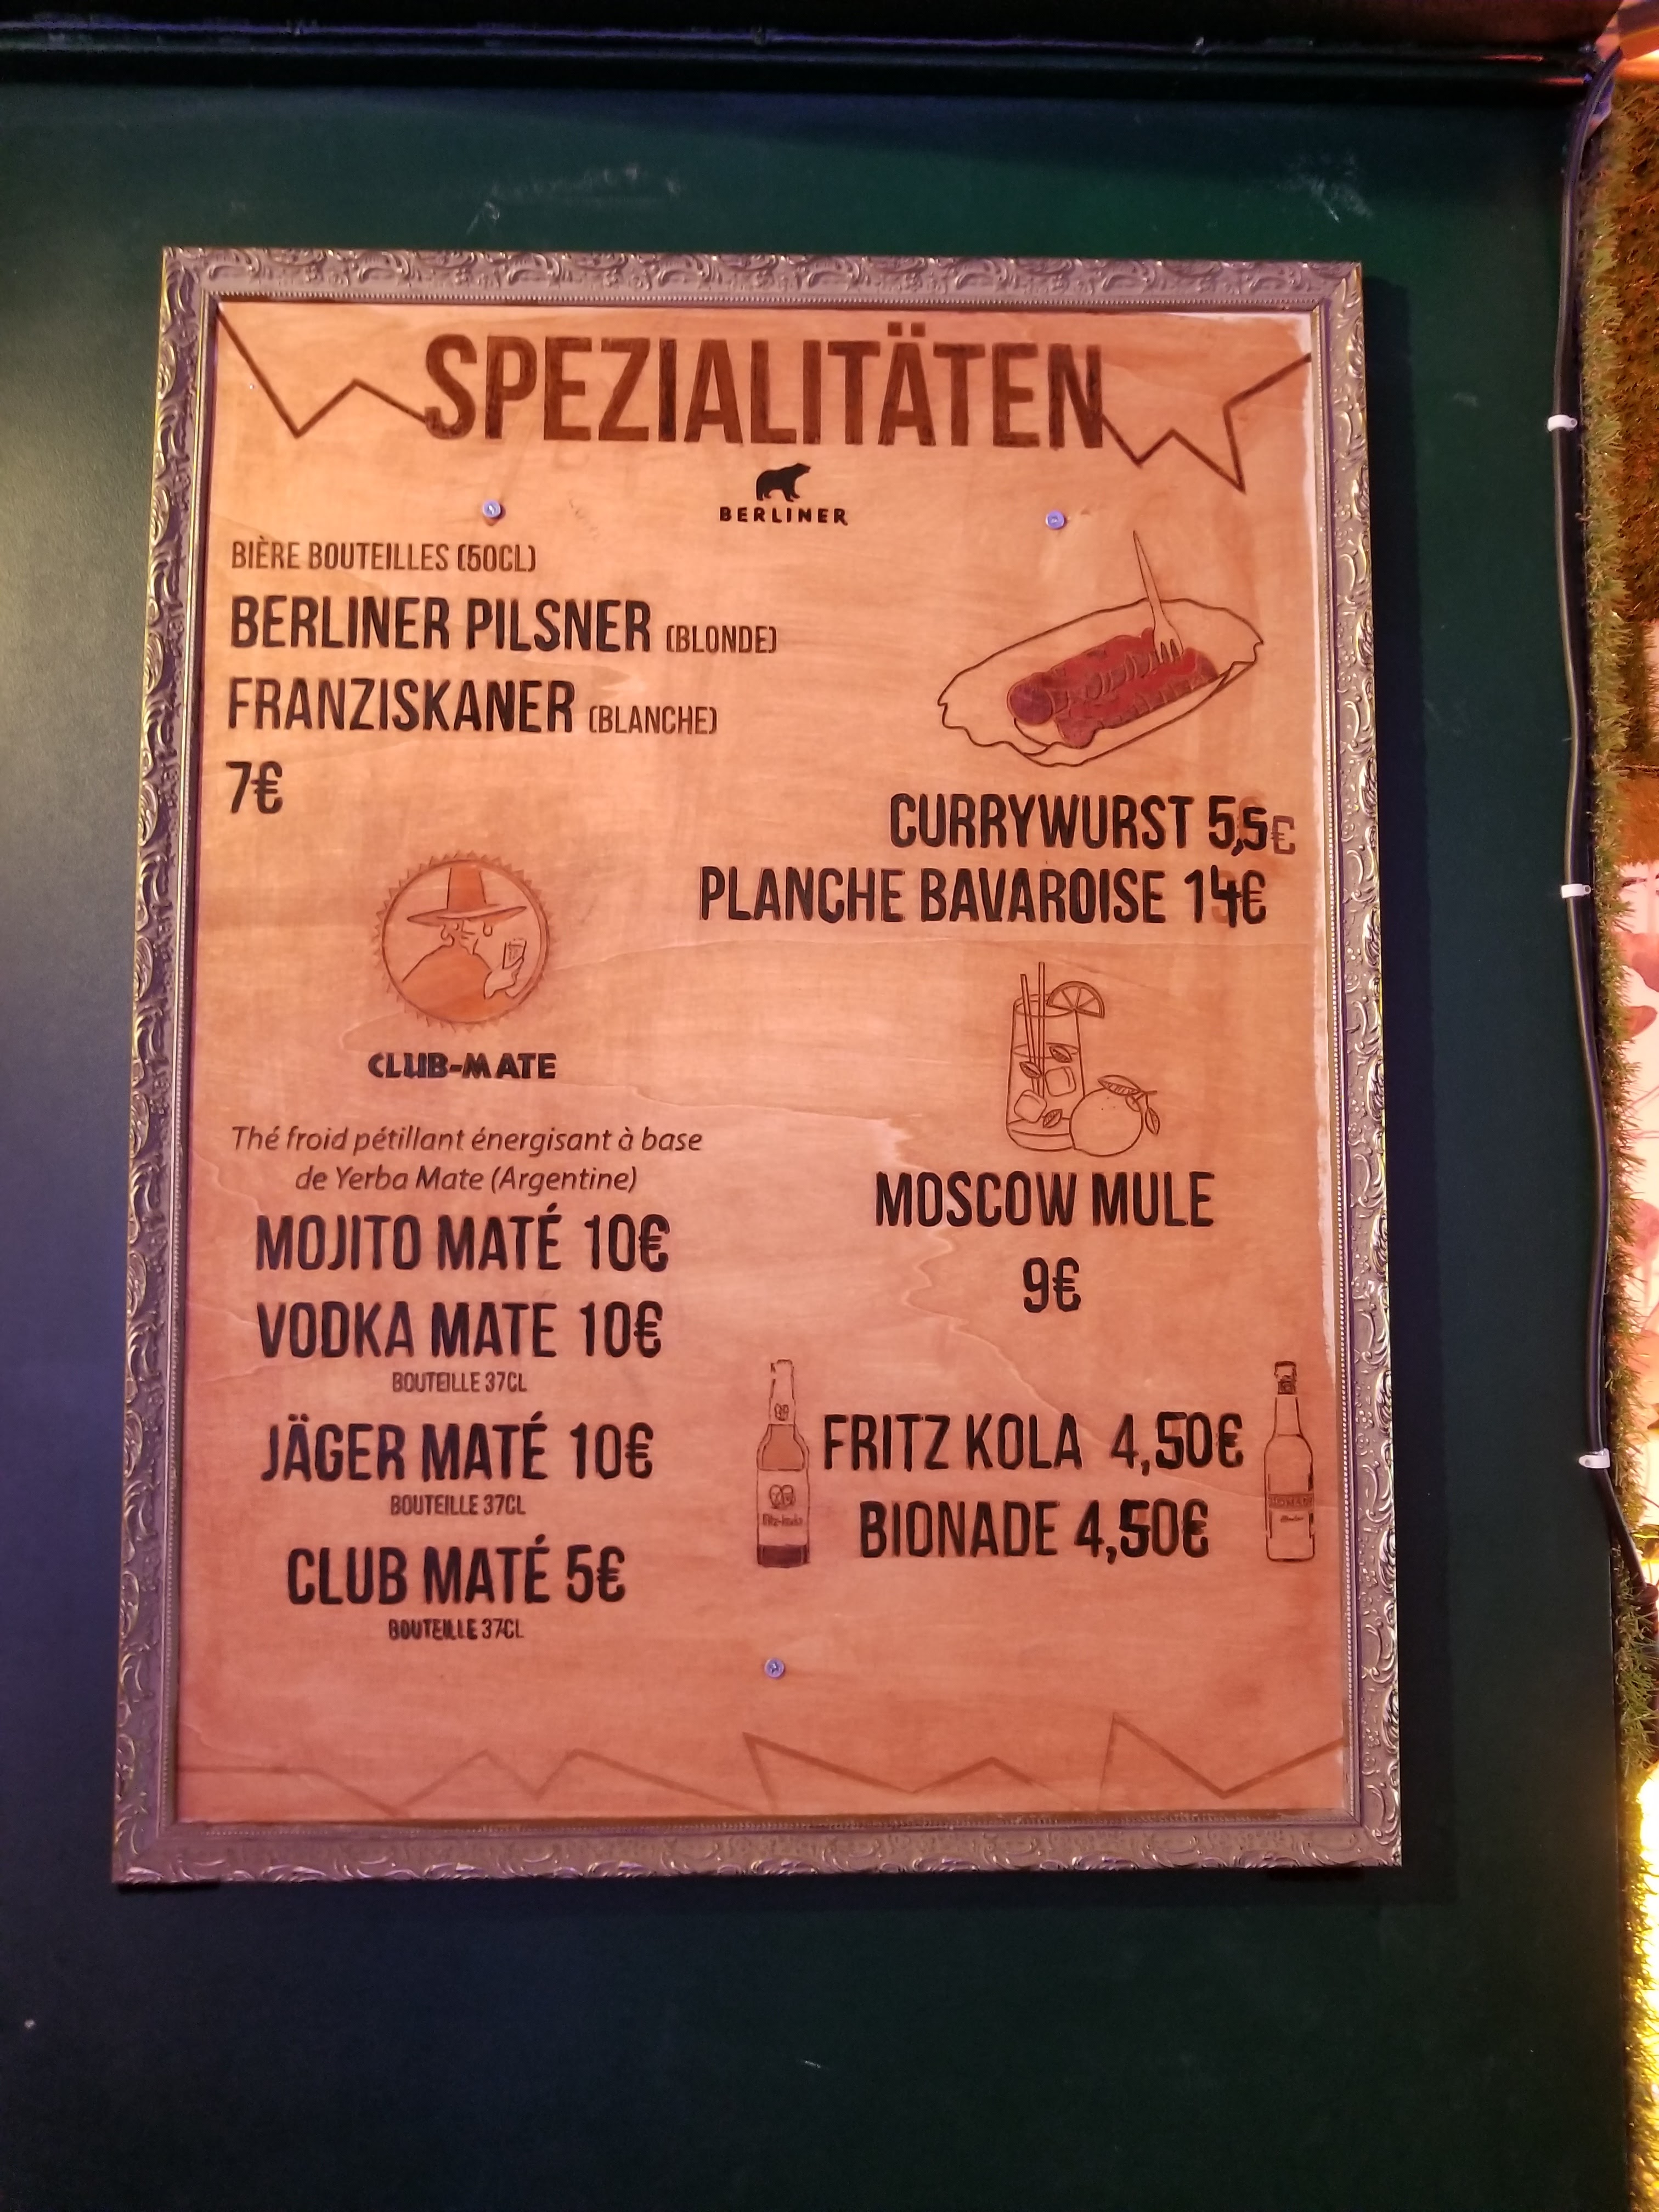 SPEZIALITÄTEN
BERLINER
BIÈRE BOUTEILLES (50CL)
BERLINER PILSNER (BLONDE)
FRANZISKANER (BLANCHE)
7€
CURRYWURST 5,5€
PLANCHE BAVAROISE 14€
CLUB-MATE
Thé froid pétillant énergisant à base
de Yerba Mate (Argentine)
MOJITO MATÉ 10€
VODKA MATE 10€
BOUTEILLE 37CL
JÄGER MATÉ 10€
BOUTEILLE 37CL
CLUB MATÉ 5€
BOUTEILLE 37CL
MOSCOW MULE
9€
FRITZ KOLA 4,50€
BIONADE 4,50€
fritz-kola